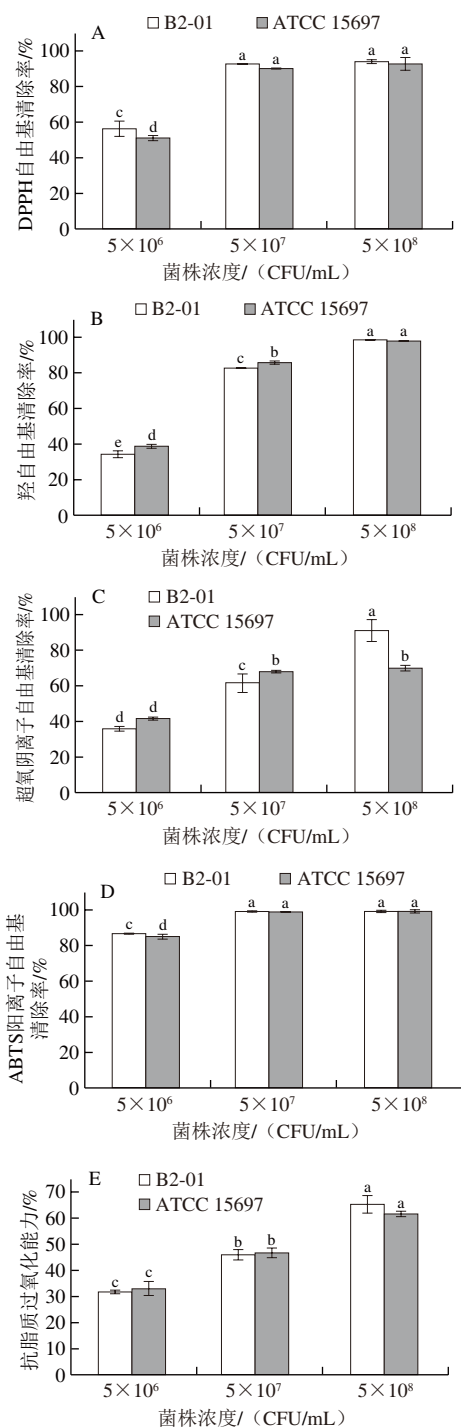 A
B2-01 ATCC 15697
DPPH自由基清除率/%
100
80
60
40
20
0
c d a a a a
5×10⁶ 5×10⁷ 5×10⁸
菌株浓度/（CFU/mL）
B2-01 ATCC 15697
B
羟自由基清除率/%
100
80
60
40
20
0
e d c b a a
5×10⁶ 5×10⁷ 5×10⁸
菌株浓度/（CFU/mL）
C
B2-01
ATCC 15697
超氧阴离子自由基清除率/%
100
80
60
40
20
0
d d c b a b
5×10⁶ 5×10⁷ 5×10⁸
菌株浓度/（CFU/mL）
B2-01 ATCC 15697
D
ABTS阳离子自由基
清除率/%
100
80
60
40
20
0
c d a a a a
5×10⁶ 5×10⁷ 5×10⁸
菌株浓度/（CFU/mL）
E
B2-01
ATCC 15697
抗脂质过氧化能力/%
70
60
50
40
30
20
10
0
c c b b a a
5×10⁶ 5×10⁷ 5×10⁸
菌株浓度/（CFU/mL）